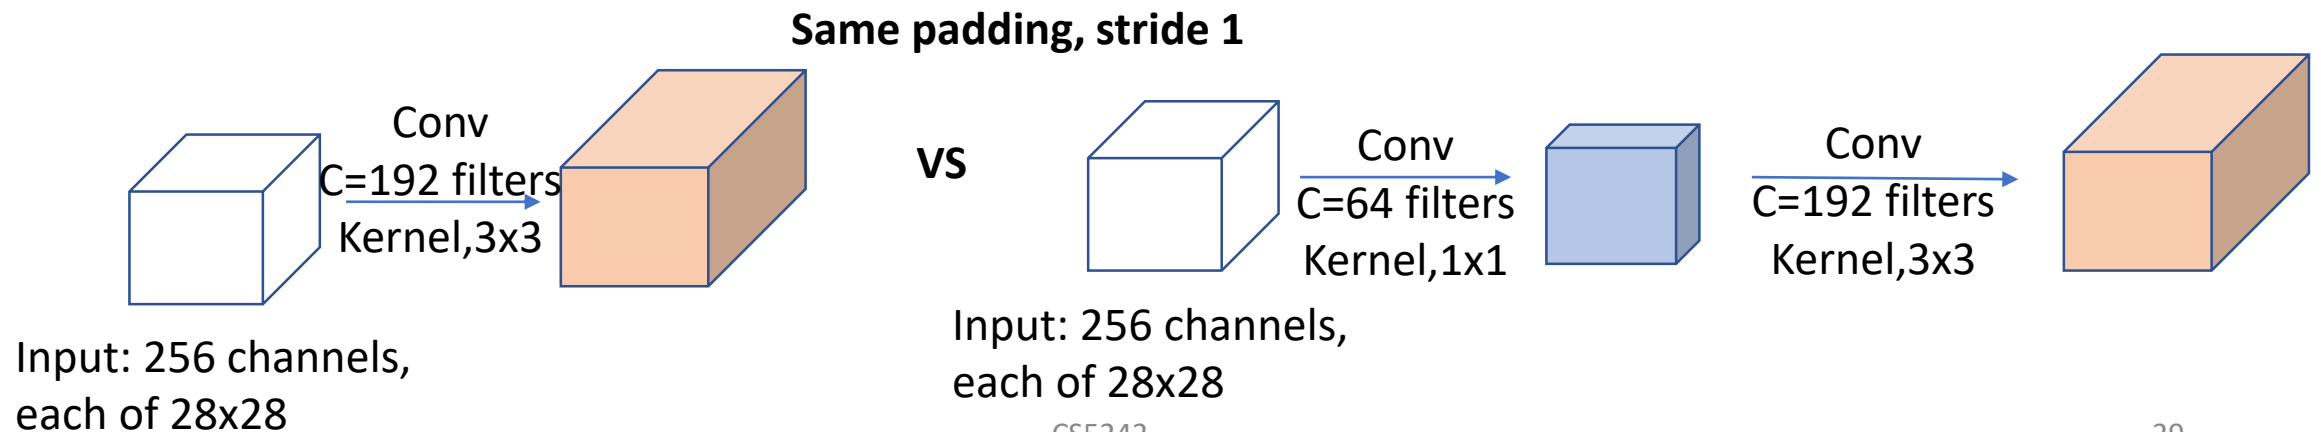 Same padding, stride 1
Conv
C=192 filters
Kernel,3x3
Input: 256 channels,
each of 28x28
VS
Conv
C=64 filters
Kernel,1x1
Conv
C=192 filters
Kernel,3x3
Input: 256 channels,
each of 28x28